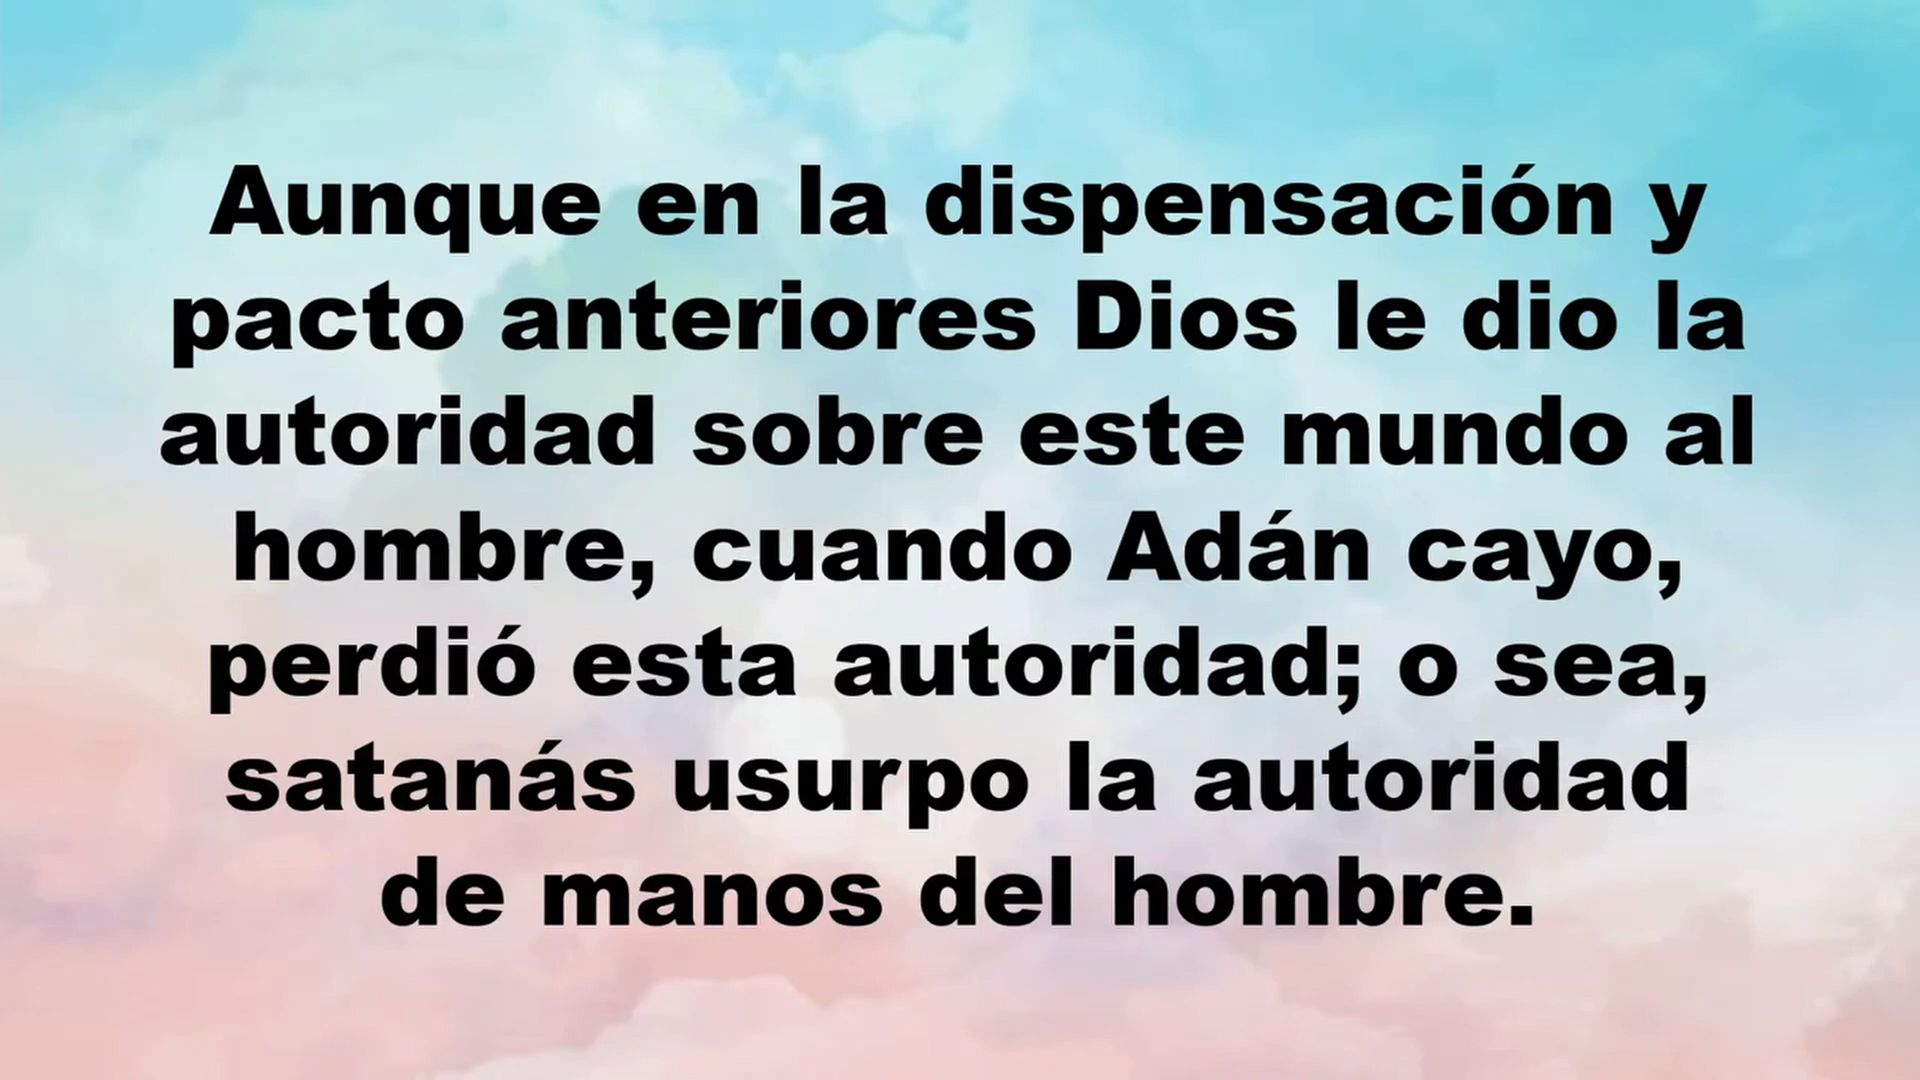 Aunque en la dispensación y
pacto anteriores Dios le dio la
autoridad sobre este mundo al
hombre, cuando Adán cayo,
perdió esta autoridad; o sea,
satanás usurpo la autoridad
de manos del hombre.